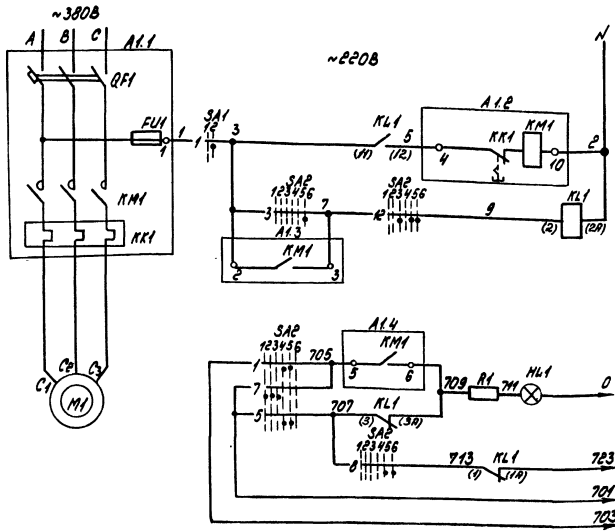 ~380В
A B C
A1.1
N
~220В
QF1
FU1
1
1
SA1
12
1
3
KL1
(11) (12)
5
A1.2
KK1
KM1
4
10
2
SA2
123456
3
7
SA2
123456
12
9
KL1
(2) (2A)
KM1
KK1
A1.3
KM1
2 3
C1 C2 C3
M1
SA2
123456
1
705
A1.4
KM1
5 6
7
5
707
KL1
(3) (3A)
709
R1
711
HL1
0
SA2
123456
8
713
KL1
(1) (1A)
723
701
703